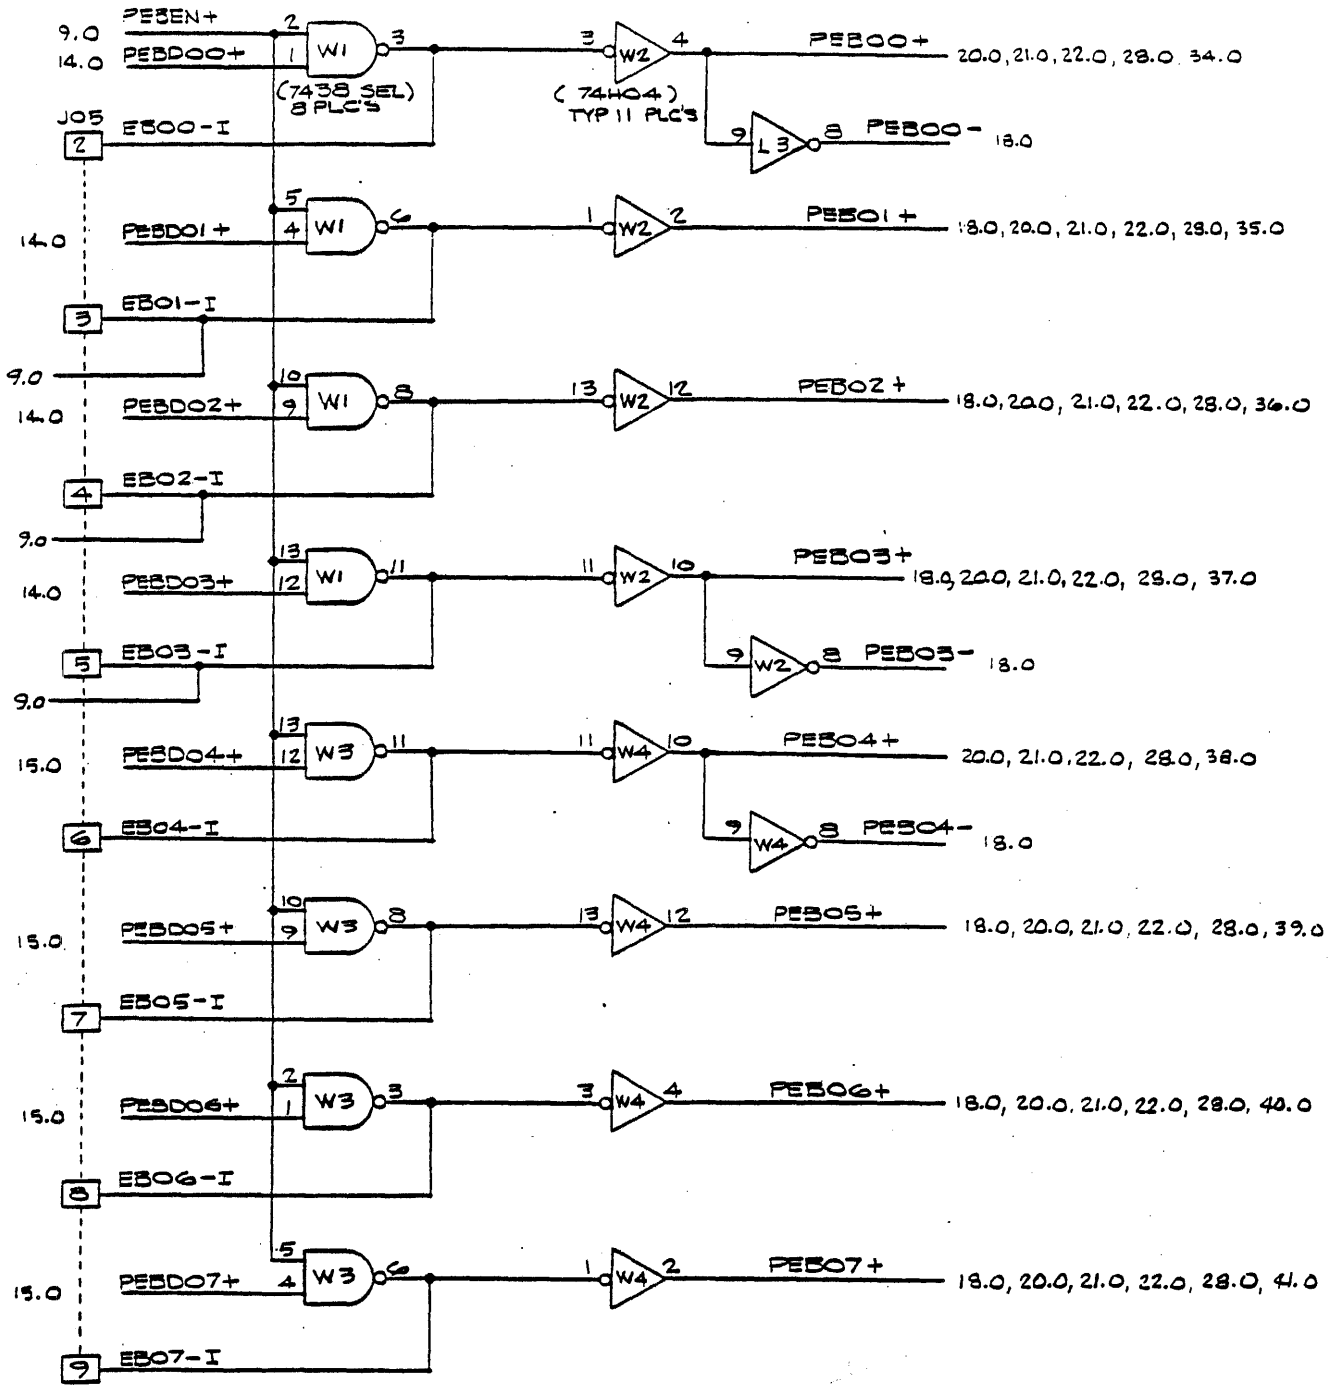 PEBEN+
9.0
2
14.0 PEBD00+ 1 W1 3
3 W2 4 PEB00+ 20.0, 21.0, 22.0, 28.0, 34.0
(7438 SEL)
8 PLC'S
(74H04)
TYP 11 PLC'S
J05
2 EB00-I
9 L3 8 PEB00- 18.0
5
14.0 PEBD01+ 4 W1 6
1 W2 2 PEB01+ 18.0, 20.0, 21.0, 22.0, 28.0, 35.0
3 EB01-I
9.0
10
14.0 PEBD02+ 9 W1 8
13 W2 12 PEB02+ 18.0, 20.0, 21.0, 22.0, 28.0, 36.0
4 EB02-I
9.0
13
14.0 PEBD03+ 12 W1 11
11 W2 10 PEB03+ 18.0, 20.0, 21.0, 22.0, 28.0, 37.0
5 EB03-I
9 W2 8 PEB03- 18.0
9.0
13
15.0 PEBD04+ 12 W3 11
11 W4 10 PEB04+ 20.0, 21.0, 22.0, 28.0, 38.0
6 EB04-I
9 W4 8 PEB04- 18.0
10
15.0 PEBD05+ 9 W3 8
13 W4 12 PEB05+ 18.0, 20.0, 21.0, 22.0, 28.0, 39.0
7 EB05-I
2
15.0 PEBD06+ 1 W3 3
3 W4 4 PEB06+ 18.0, 20.0, 21.0, 22.0, 28.0, 40.0
8 EB06-I
5
15.0 PEBD07+ 4 W3 6
1 W4 2 PEB07+ 18.0, 20.0, 21.0, 22.0, 28.0, 41.0
9 EB07-I